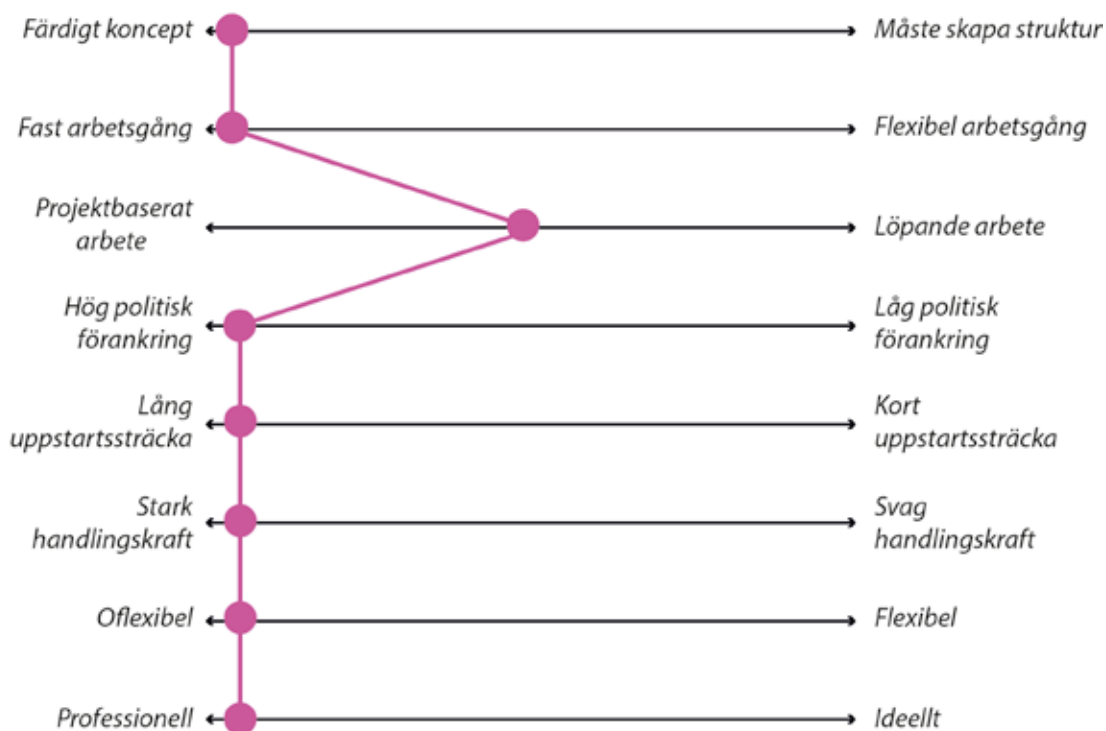 Färdigt koncept
Måste skapa struktur
Fast arbetsgång
Flexibel arbetsgång
Projektbaserat
arbete
Löpande arbete
Hög politisk
förankring
Låg politisk
förankring
Lång
uppstartssträcka
Kort
uppstartssträcka
Stark
handlingskraft
Svag
handlingskraft
Oflexibel
Flexibel
Professionell
Ideellt